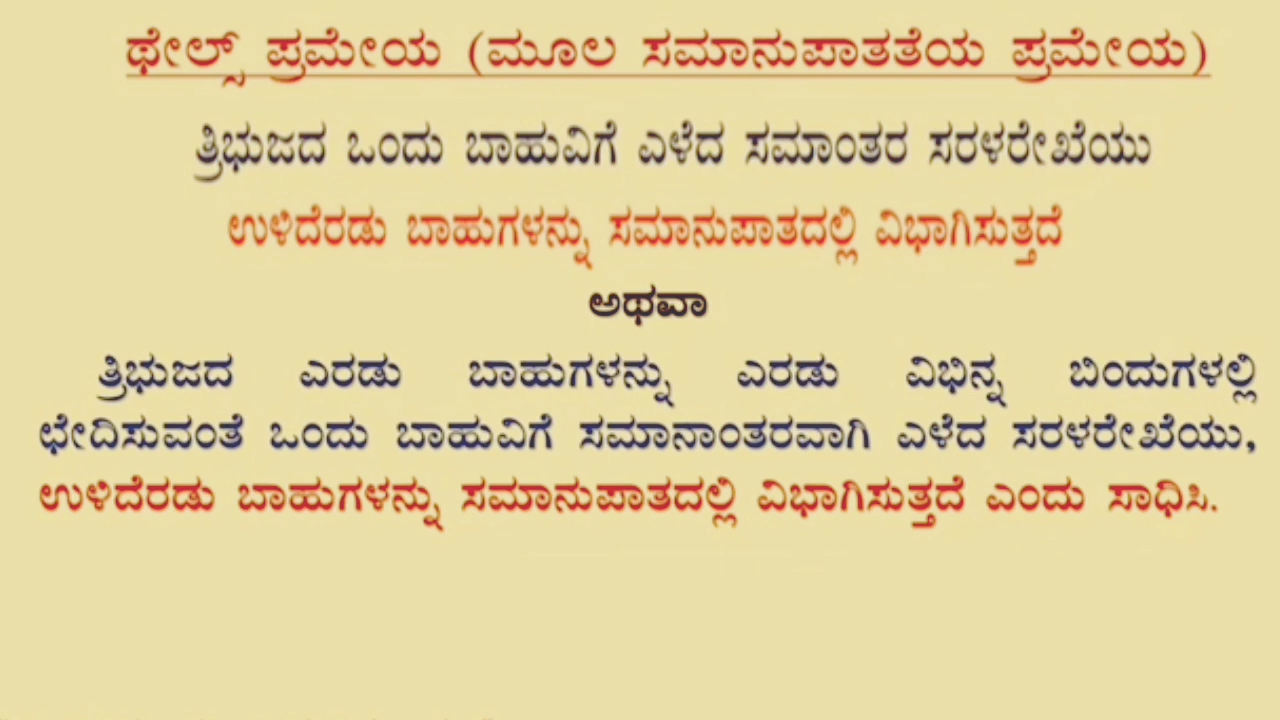 ಥೇಲ್ಸ್ ಪ್ರಮೇಯ (ಮೂಲ ಸಮಾನುಪಾತತೆಯ ಪ್ರಮೇಯ)
ತ್ರಿಭುಜದ ಒಂದು ಬಾಹುವಿಗೆ ಎಳೆದ ಸಮಾಂತರ ಸರಳರೇಖೆಯು
ಉಳಿದೆರಡು ಬಾಹುಗಳನ್ನು ಸಮಾನುಪಾತದಲ್ಲಿ ವಿಭಾಗಿಸುತ್ತದೆ
ಅಥವಾ
ತ್ರಿಭುಜದ ಎರಡು ಬಾಹುಗಳನ್ನು ಎರಡು ವಿಭಿನ್ನ ಬಿಂದುಗಳಲ್ಲಿ
ಛೇದಿಸುವಂತೆ ಒಂದು ಬಾಹುವಿಗೆ ಸಮಾನಾಂತರವಾಗಿ ಎಳೆದ ಸರಳರೇಖೆಯು,
ಉಳಿದೆರಡು ಬಾಹುಗಳನ್ನು ಸಮಾನುಪಾತದಲ್ಲಿ ವಿಭಾಗಿಸುತ್ತದೆ ಎಂದು ಸಾಧಿಸಿ.